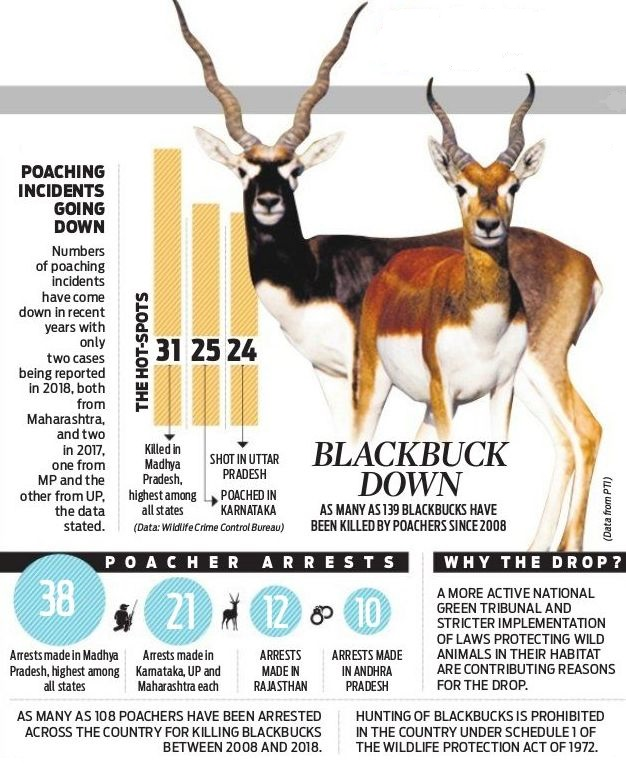 POACHING
INCIDENTS
GOING
DOWN
Numbers
of poaching
incidents
have come
down in recent
years with
only
two cases
being reported
in 2018, both
from
Maharashtra,
and two
in 2017,
one from
MP and the
other from UP,
the data
stated.
THE HOT-SPOTS
31 25 24
Killed in
Madhya
Pradesh,
highest among
all states
SHOT IN UTTAR
PRADESH
POACHED IN
KARNATAKA
(Data: Wildlife Crime Control Bureau)
BLACKBUCK
DOWN
AS MANY AS 139 BLACKBUCKS HAVE
BEEN KILLED BY POACHERS SINCE 2008
(Data from PTI)
POACHER ARRESTS
38
Arrests made in Madhya
Pradesh, highest among
all states
21
Arrests made in
Karnataka, UP and
Maharashtra each
12
ARRESTS
MADE IN
RAJASTHAN
10
ARRESTS MADE
IN ANDHRA
PRADESH
WHY THE DROP?
A MORE ACTIVE NATIONAL
GREEN TRIBUNAL AND
STRICTER IMPLEMENTATION
OF LAWS PROTECTING WILD
ANIMALS IN THEIR HABITAT
ARE CONTRIBUTING REASONS
FOR THE DROP.
AS MANY AS 108 POACHERS HAVE BEEN ARRESTED
ACROSS THE COUNTRY FOR KILLING BLACKBUCKS
BETWEEN 2008 AND 2018.
HUNTING OF BLACKBUCKS IS PROHIBITED
IN THE COUNTRY UNDER SCHEDULE 1 OF
THE WILDLIFE PROTECTION ACT OF 1972.